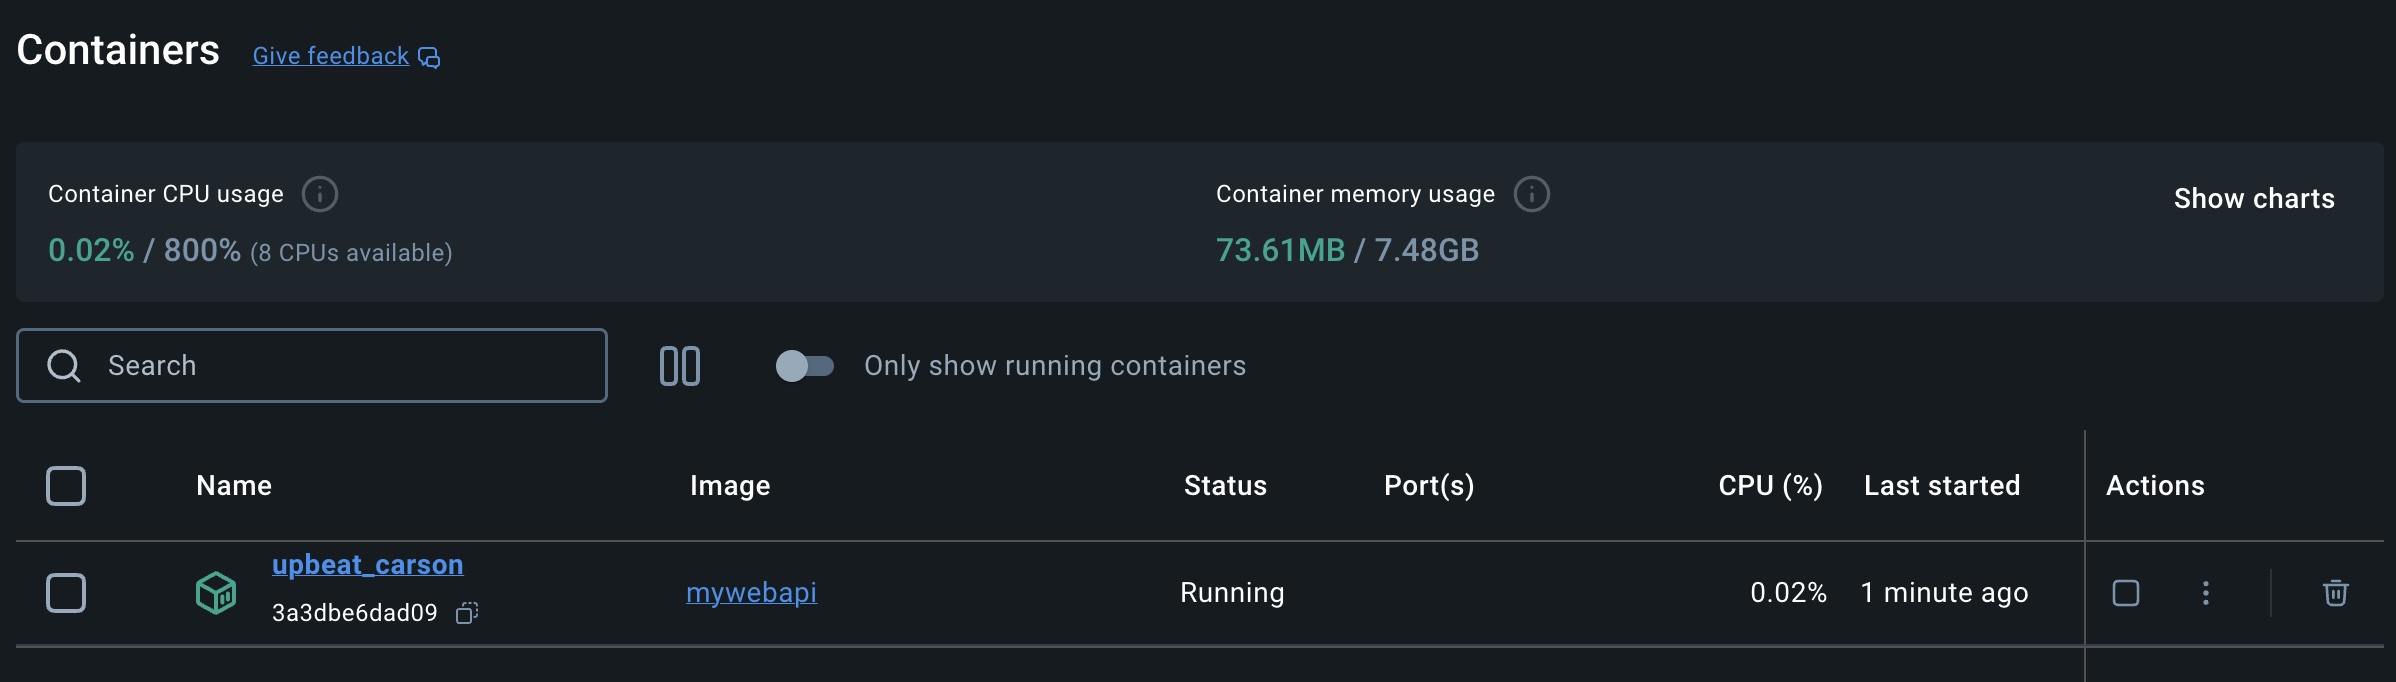 Containers Give feedback
Container CPU usage Container memory usage Show charts
0.02% / 800% (8 CPUs available) 73.61MB / 7.48GB
Search Only show running containers
Name Image Status Port(s) CPU (%) Last started Actions
upbeat_carson
mywebapi Running 0.02% 1 minute ago
3a3dbe6dad09